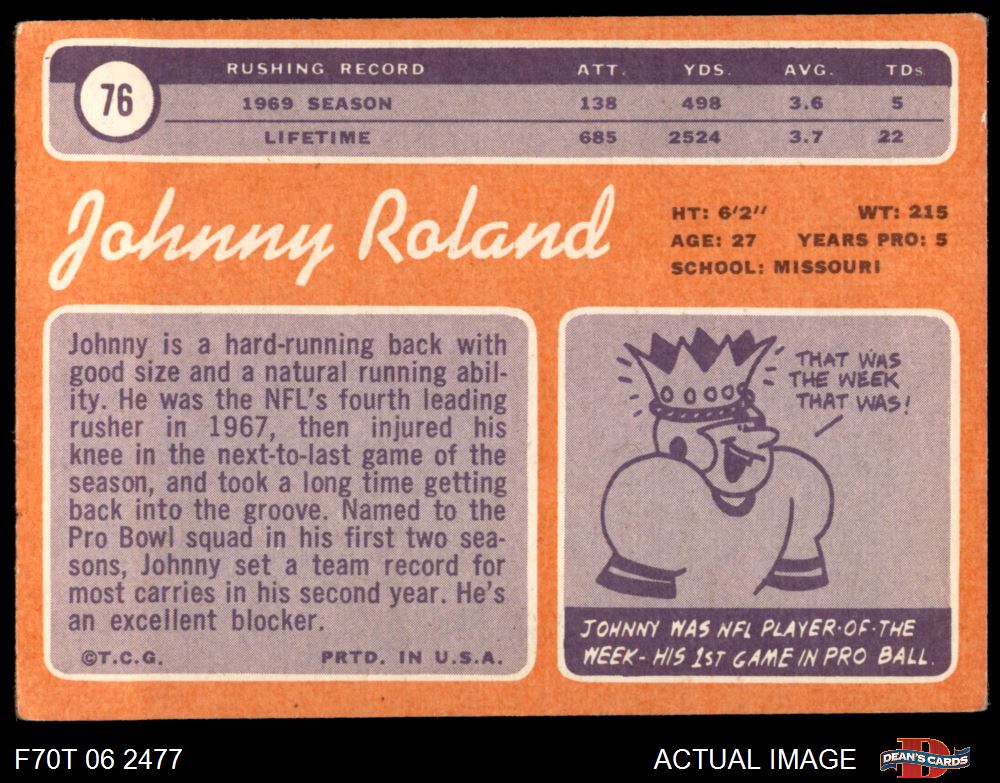 76
RUSHING RECORD ATT. YDS. AVG. TDs
1969 SEASON 138 498 3.6 5
LIFETIME 685 2524 3.7 22
Johnny Roland
HT: 6'2" WT: 215
AGE: 27 YEARS PRO: 5
SCHOOL: MISSOURI
Johnny is a hard-running back with
good size and a natural running abil-
ity. He was the NFL's fourth leading
rusher in 1967, then injured his
knee in the next-to-last game of the
season, and took a long time getting
back into the groove. Named to the
Pro Bowl squad in his first two sea-
sons, Johnny set a team record for
most carries in his second year. He's
an excellent blocker.
©T.C.G. PRTD. IN U.S.A.
THAT WAS
THE WEEK
THAT WAS!
JOHNNY WAS NFL PLAYER-OF-THE
WEEK - HIS 1ST GAME IN PRO BALL.
F70T 06 2477 ACTUAL IMAGE DEAN'S CARDS